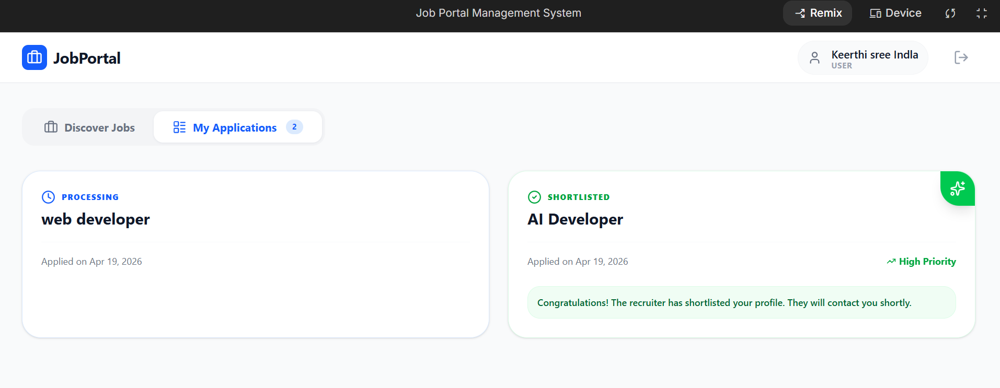 Job Portal Management System
Remix
Device
JobPortal
Keerthi sree Indla
USER
Discover Jobs
My Applications 2
PROCESSING
web developer
Applied on Apr 19, 2026
SHORTLISTED
AI Developer
Applied on Apr 19, 2026
High Priority
Congratulations! The recruiter has shortlisted your profile. They will contact you shortly.